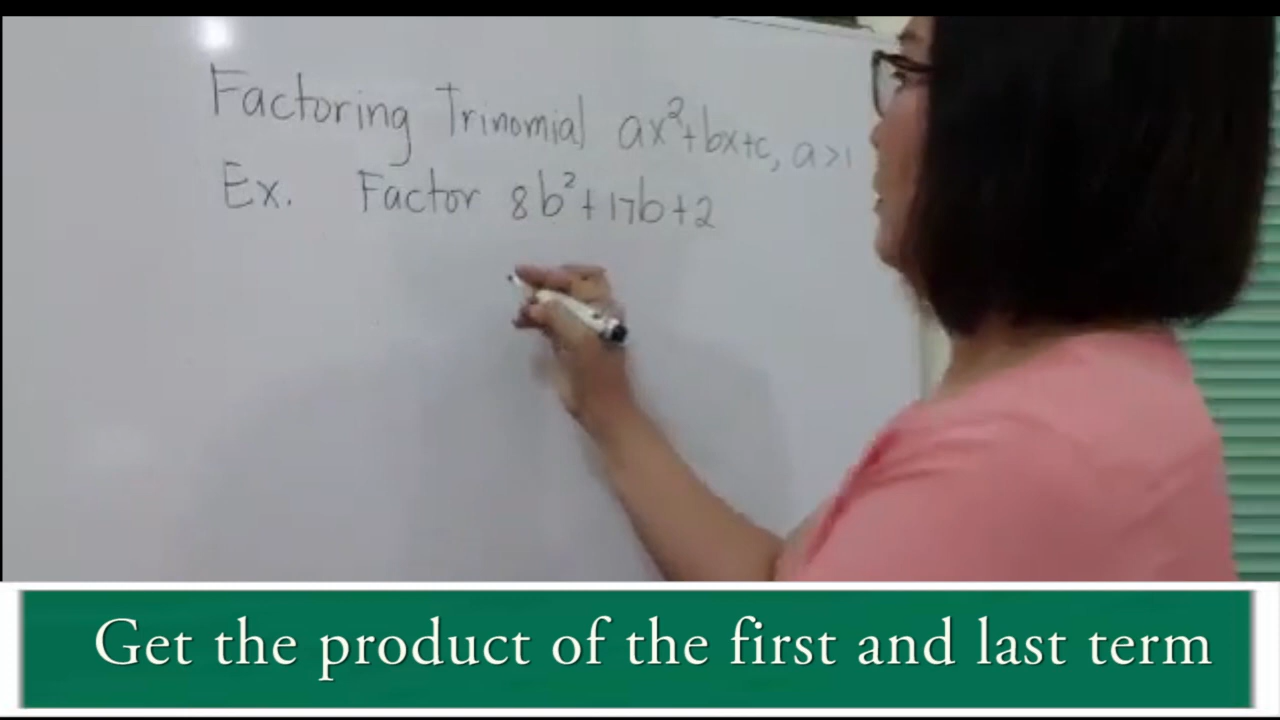 Factoring Trinomial ax²+bx+c, a>1
Ex. Factor 8b²+17b+2
Get the product of the first and last term